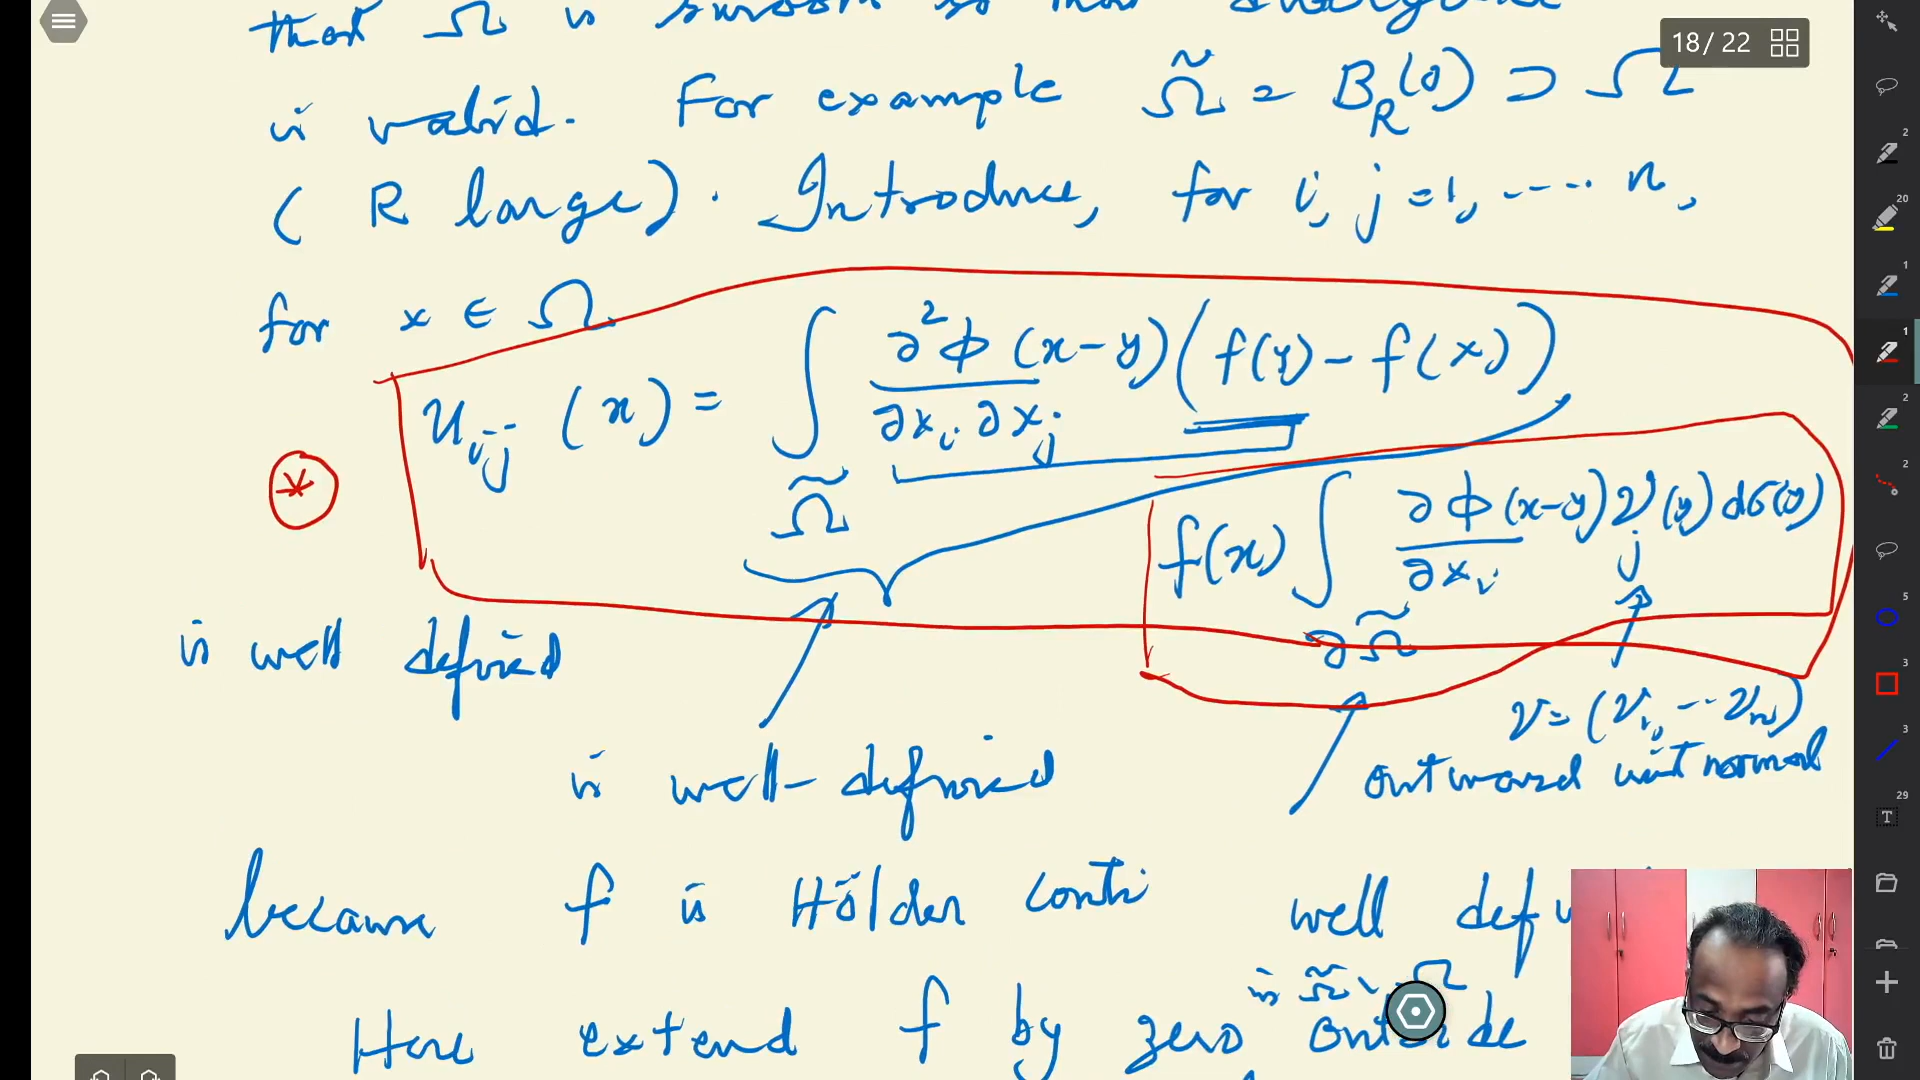 that Ω is smooth so that divergence
18/ 22
is valid. For example Ω̃ = B_R(0) ⊃ Ω
( R large). Introduce, for i, j = 1, ---- n,
for x ∈ Ω
u_ij (x) = ∫_Ω̃ ∂²φ/∂x_i ∂x_j (x-y) ( f(y) - f(x) )
*
f(x) ∫_∂Ω̃ ∂φ/∂x_i (x-y) ν_j (y) dσ(y)
is well defined
ν = (ν_1, -- ν_n)
outward unit normal
is well-defined
because f is Hölder conti
well def
in Ω̃ \ Ω
Here extend f by zero outside